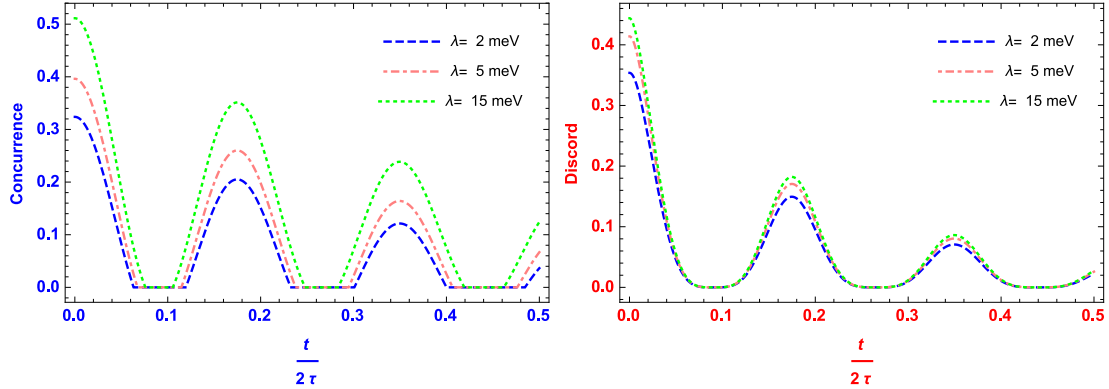 Concurrence
0.5
0.4
0.3
0.2
0.1
0.0
λ= 2 meV
λ= 5 meV
λ= 15 meV
0.0 0.1 0.2 0.3 0.4 0.5
t
2 τ
Discord
0.4
0.3
0.2
0.1
0.0
λ= 2 meV
λ= 5 meV
λ= 15 meV
0.0 0.1 0.2 0.3 0.4 0.5
t
2 τ